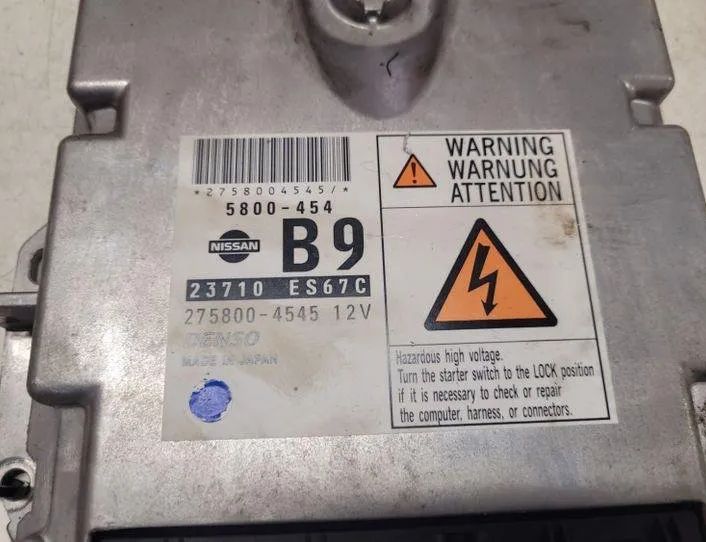 *2758004545/*
5800-454
NISSAN
B9
23710 ES67C
275800-4545 12V
DENSO
MADE IN JAPAN
WARNING
WARNUNG
ATTENTION
Hazardous high voltage.
Turn the starter switch to the LOCK position
if it is necessary to check or repair
the computer, harness, or connectors.